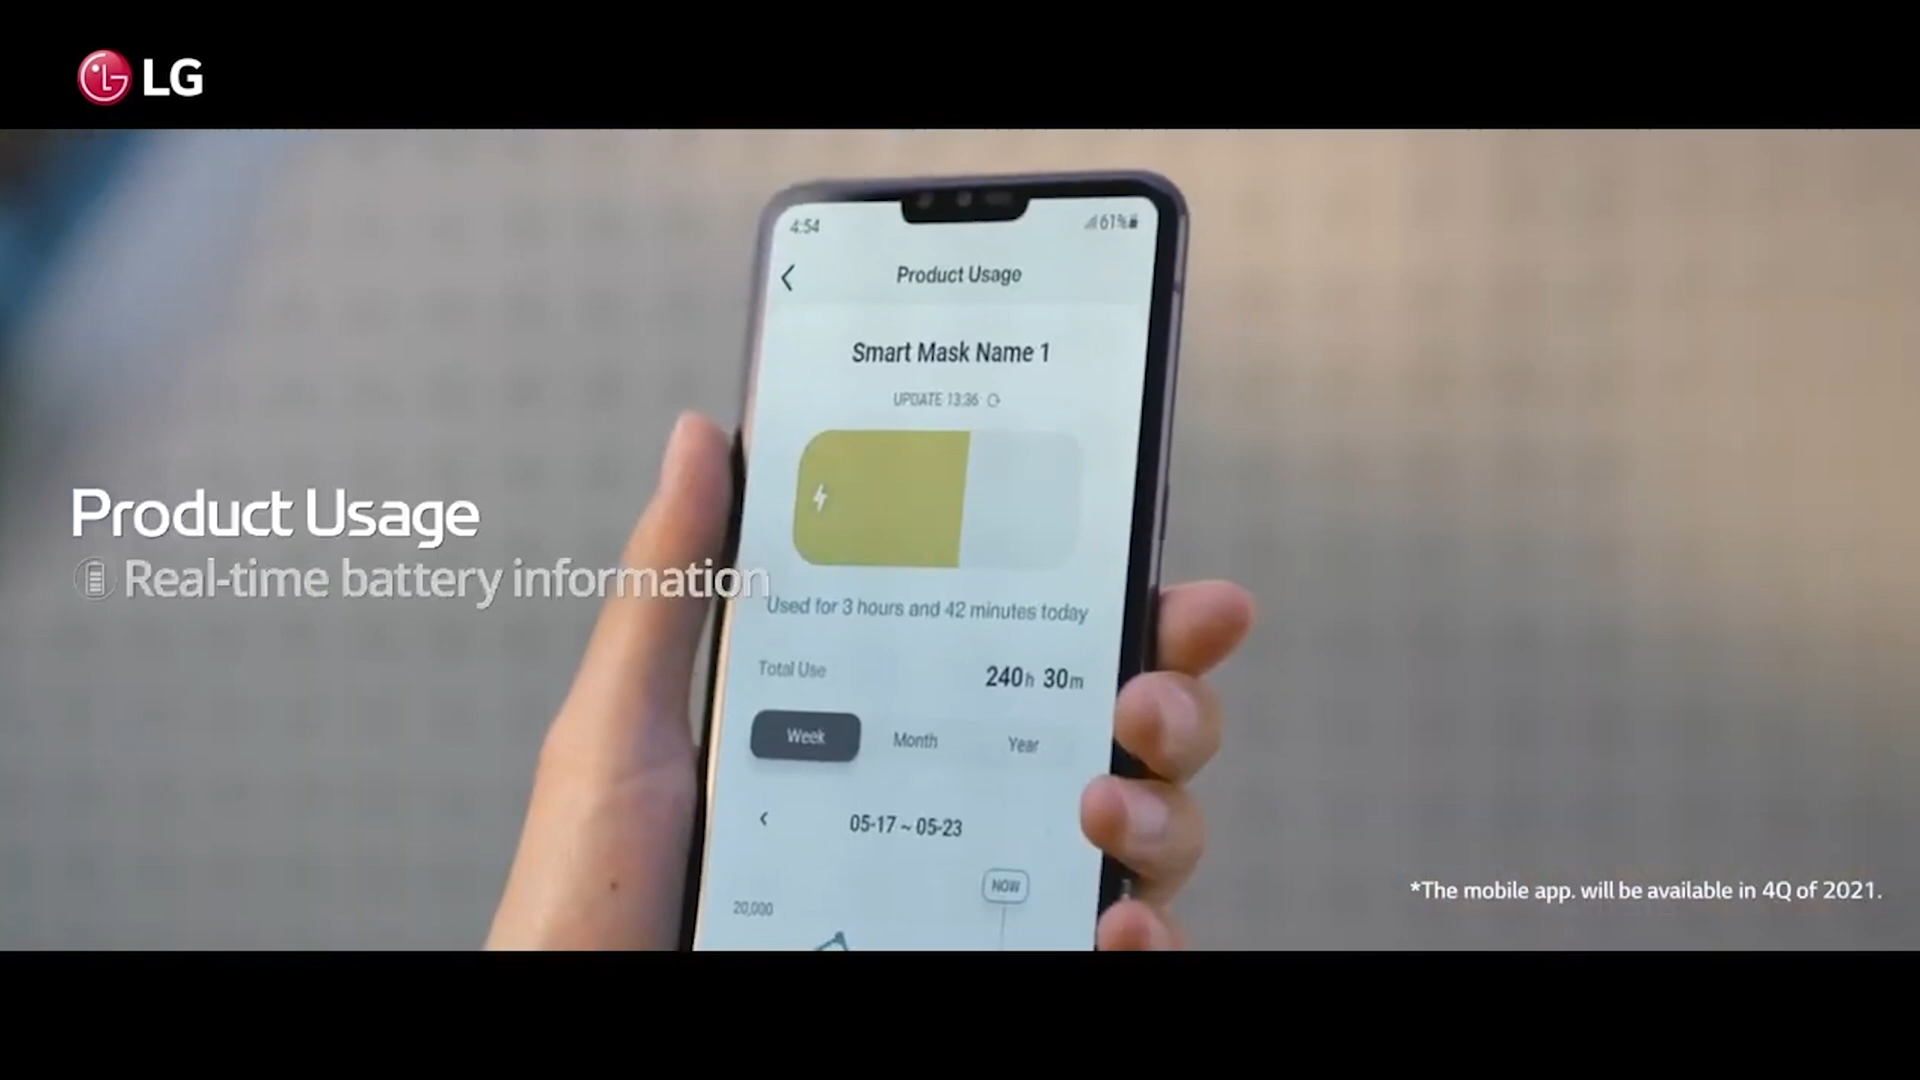 LG
4:54
61%
Product Usage
Smart Mask Name 1
UPDATE 13:36
Product Usage
Real-time battery information
Used for 3 hours and 42 minutes today
Total Use
240h 30m
Week
Month
Year
05-17 ~ 05-23
NOW
20,000
*The mobile app. will be available in 4Q of 2021.